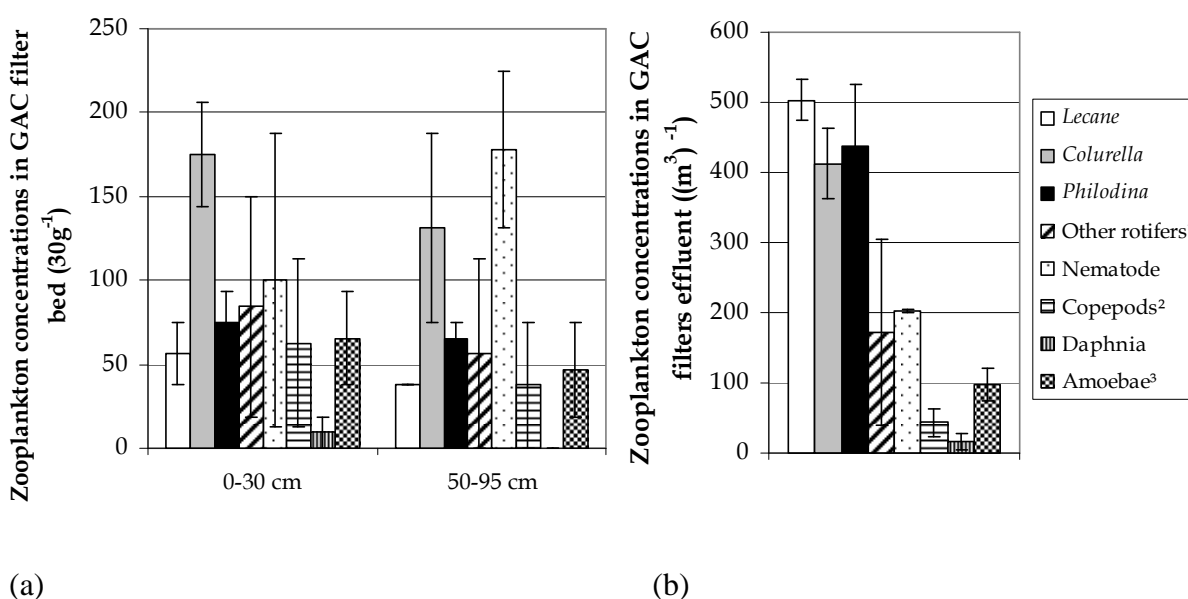 Zooplankton concentrations in GAC filter
bed (30g⁻¹)
250
200
150
100
50
0
0-30 cm
50-95 cm
(a)
Zooplankton concentrations in GAC
filters effluent ((m³)⁻¹)
600
500
400
300
200
100
0
(b)
Lecane
Colurella
Philodina
Other rotifers
Nematode
Copepods²
Daphnia
Amoebae³